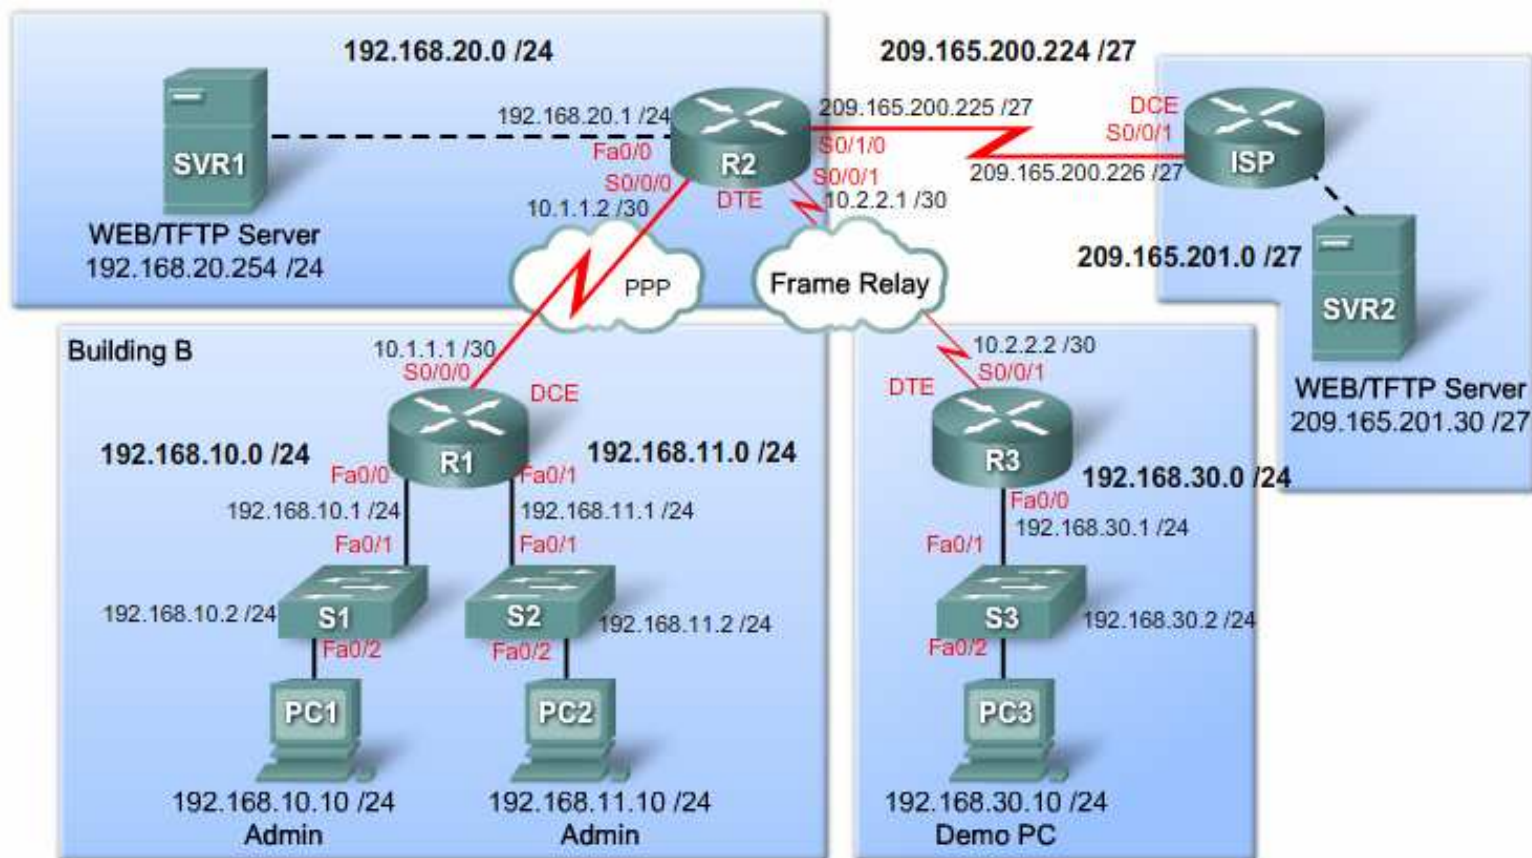 192.168.20.0 /24
209.165.200.224 /27
192.168.20.1 /24
209.165.200.225 /27
DCE
S0/0/1
SVR1
Fa0/0
R2
S0/1/0
ISP
S0/0/0
DTE
S0/0/1
209.165.200.226 /27
10.1.1.2 /30
10.2.2.1 /30
WEB/TFTP Server
192.168.20.254 /24
209.165.201.0 /27
PPP
Frame Relay
SVR2
Building B
10.1.1.1 /30
S0/0/0
DCE
10.2.2.2 /30
S0/0/1
DTE
WEB/TFTP Server
209.165.201.30 /27
192.168.10.0 /24
R1
192.168.11.0 /24
R3
192.168.30.0 /24
Fa0/0
Fa0/1
Fa0/0
192.168.10.1 /24
192.168.11.1 /24
192.168.30.1 /24
Fa0/1
Fa0/1
Fa0/1
192.168.10.2 /24
S1
S2
192.168.11.2 /24
S3
192.168.30.2 /24
Fa0/2
Fa0/2
Fa0/2
PC1
PC2
PC3
192.168.10.10 /24
Admin
192.168.11.10 /24
Admin
192.168.30.10 /24
Demo PC